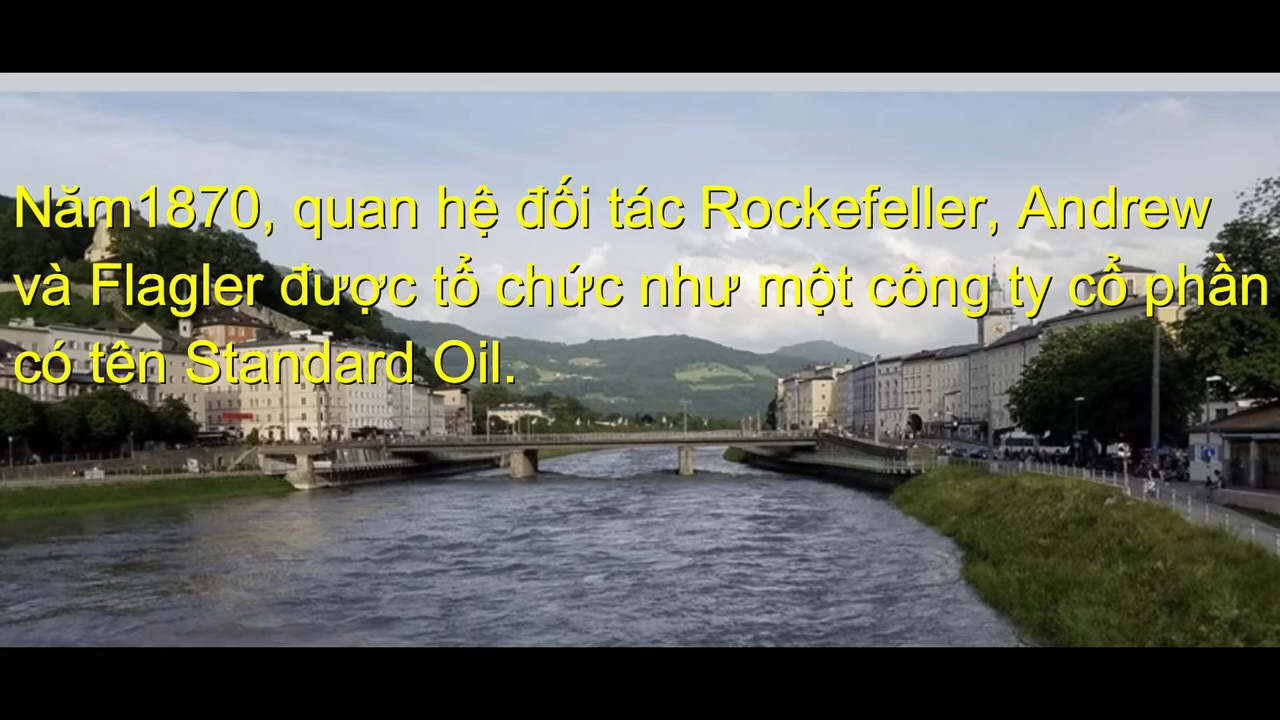 Năm1870, quan hệ đối tác Rockefeller, Andrew
và Flagler được tổ chức như một công ty cổ phần
có tên Standard Oil.